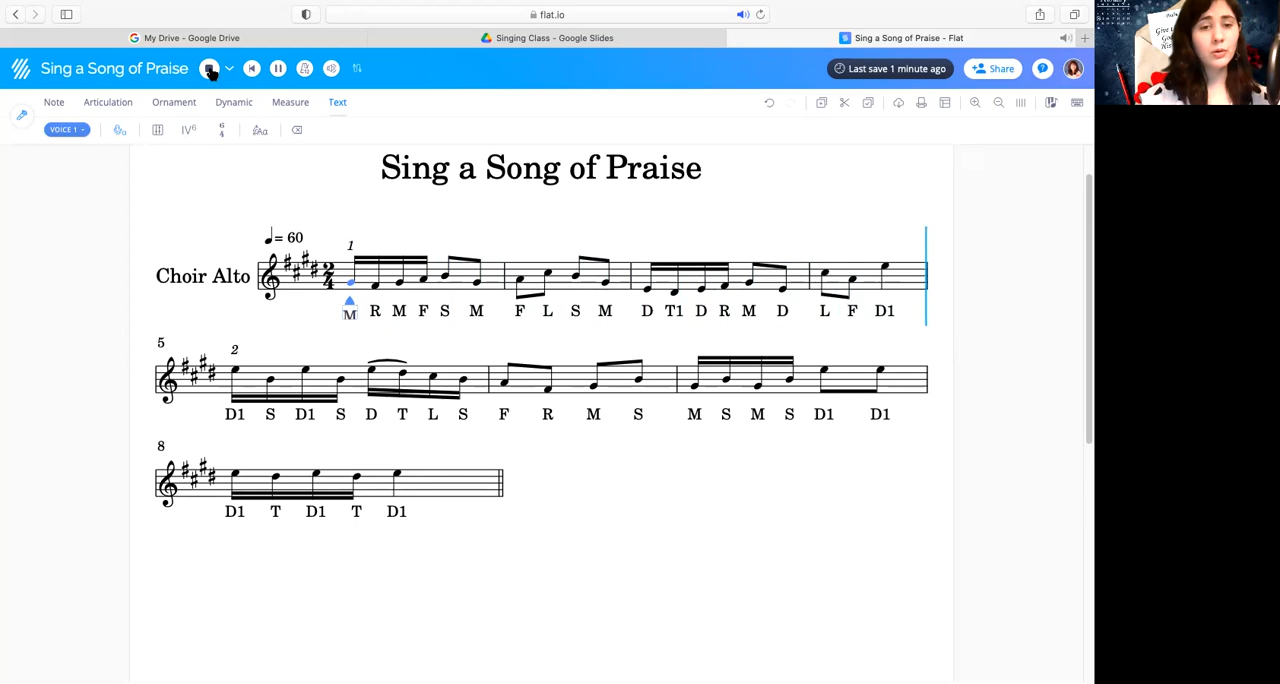 flat.io
My Drive - Google Drive
Singing Class - Google Slides
Sing a Song of Praise - Flat
Sing a Song of Praise
Last save 1 minute ago
Share
Note Articulation Ornament Dynamic Measure Text
VOICE 1
Sing a Song of Praise
= 60
1
Choir Alto
2
4
M R M F S M F L S M D T1 D R M D L F D1
5
2
D1 S D1 S D T L S F R M S M S M S D1 D1
8
D1 T D1 T D1